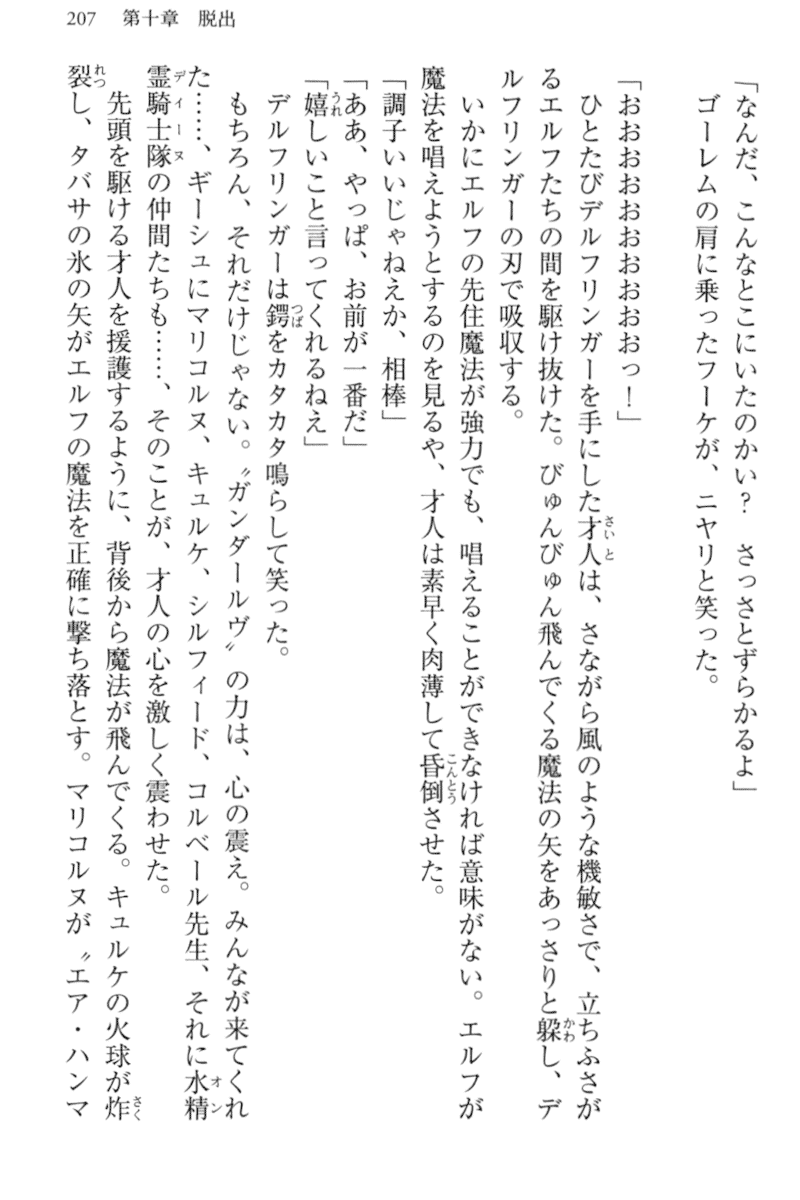 207　第十章　脱出
「なんだ、こんなとこにいたのかい？　さっさとずらかるよ」
ゴーレムの肩に乗ったフーケが、ニヤリと笑った。
「おおおおおおおおおおっ！」
ひとたびデルフリンガーを手にした才人は、さながら風のような機敏さで、立ちふさが
るエルフたちの間を駆け抜けた。びゅんびゅん飛んでくる魔法の矢をあっさりと躱し、デ
ルフリンガーの刃で吸収する。
いかにエルフの先住魔法が強力でも、唱えることができなければ意味がない。エルフが
魔法を唱えようとするのを見るや、才人は素早く肉薄して昏倒させた。
「調子いいじゃねえか、相棒」
「ああ、やっぱ、お前が一番だ」
「嬉しいこと言ってくれるねえ」
デルフリンガーは鍔をカタカタ鳴らして笑った。
もちろん、それだけじゃない。〝ガンダールヴ〟の力は、心の震え。みんなが来てくれ
た……、ギーシュにマリコルヌ、キュルケ、シルフィード、コルベール先生、それに水精
霊騎士隊の仲間たちも……、そのことが、才人の心を激しく震わせた。
先頭を駆ける才人を援護するように、背後から魔法が飛んでくる。キュルケの火球が炸
裂し、タバサの氷の矢がエルフの魔法を正確に撃ち落とす。マリコルヌが〝エア・ハンマ